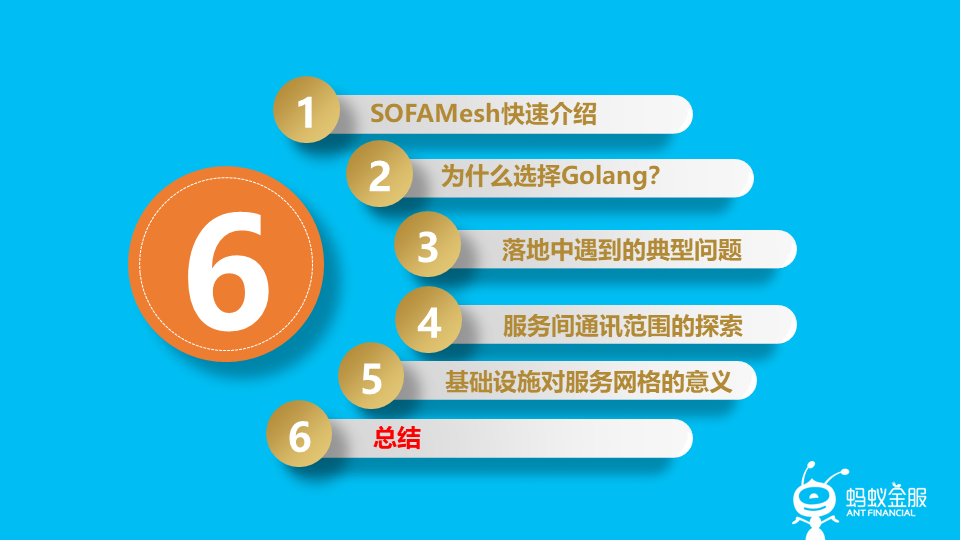 6
1 SOFAMesh快速介绍
2 为什么选择Golang?
3 落地中遇到的典型问题
4 服务间通讯范围的探索
5 基础设施对服务网格的意义
6 总结
蚂蚁金服
ANT FINANCIAL